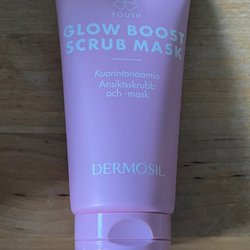 YOUTH
GLOW BOOST
SCRUB MASK
Kuorintanaamio
Ansiktsskrubb
och -mask
DERMOSIL